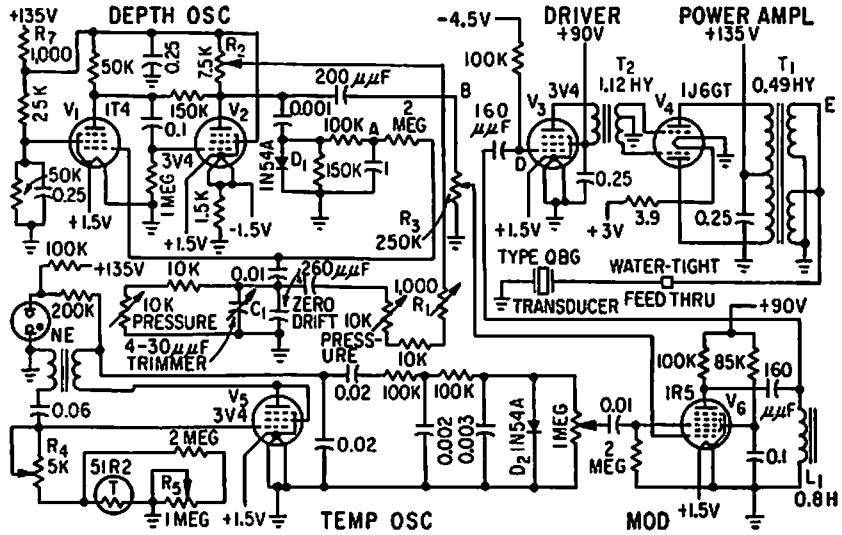 DEPTH OSC
DRIVER
POWER AMPL
+135V
R7
1,000
50K
0.25
7.5K
R2
25K
V1
1T4
150K
V2
0.1
3V4
0.001
200 μμF
B
100K
A
2 MEG
1N54A
D1
150K
1
50K
0.25
+1.5V
1 MEG
+1.5V
1.5K
-1.5V
R3
250K
-4.5V
100K
+90V
V3
3V4
160 μμF
D
+1.5V
0.25
T2
1.12HY
V4
1J6GT
+135V
T1
0.49HY
E
3.9
+3V
0.25
TYPE QBG
TRANSDUCER
WATER-TIGHT
FEED THRU
100K
+135V
200K
NE
10K
10K
PRESSURE
0.01
260μμF
C1
4-30μμF
TRIMMER
ZERO
DRIFT
10K
PRESS-
URE
1,000
R1
10K
0.06
V5
3V4
R4
5K
51R2
T
2 MEG
R5
1 MEG
+1.5V
0.02
0.02
100K
100K
0.002
0.003
D2 1N54A
1MEG
0.01
2
MEG
+90V
100K
85K
1R5
V6
160
μμF
0.1
+1.5V
L1
0.8H
TEMP OSC
MOD